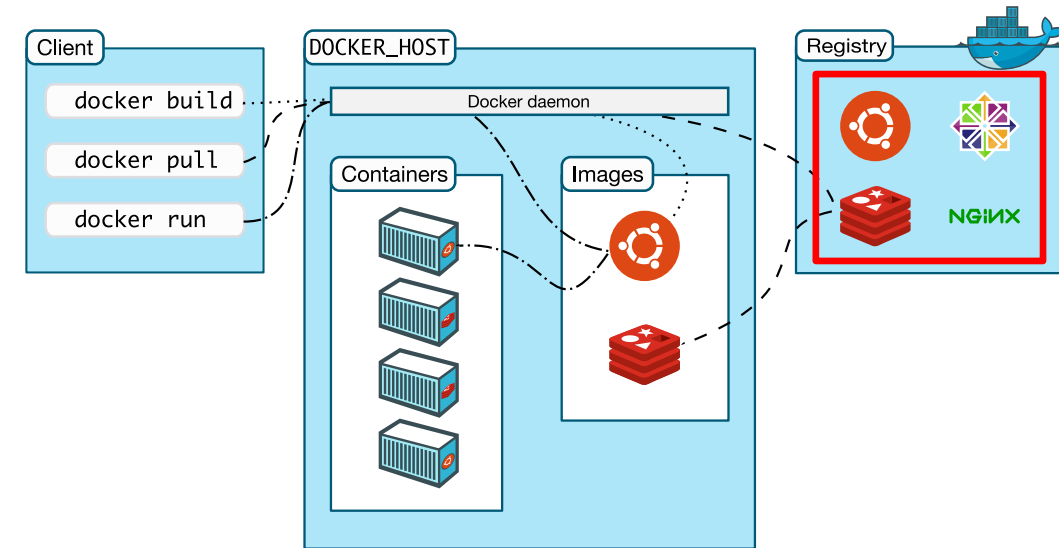 Client
docker build
docker pull
docker run
DOCKER_HOST
Docker daemon
Containers
Images
Registry
NGINX